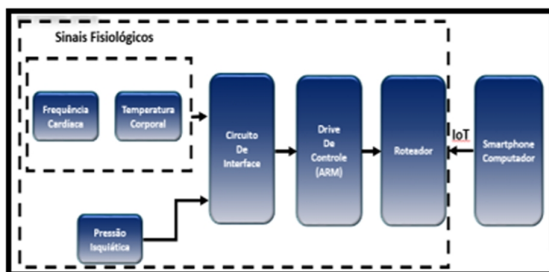 Sinais Fisiológicos
Frequência
Cardíaca
Temperatura
Corporal
Circuito
De
Interface
Drive
De
Controle
(ARM)
Roteador
IoT
Smartphone
Computador
Pressão
Isquiática